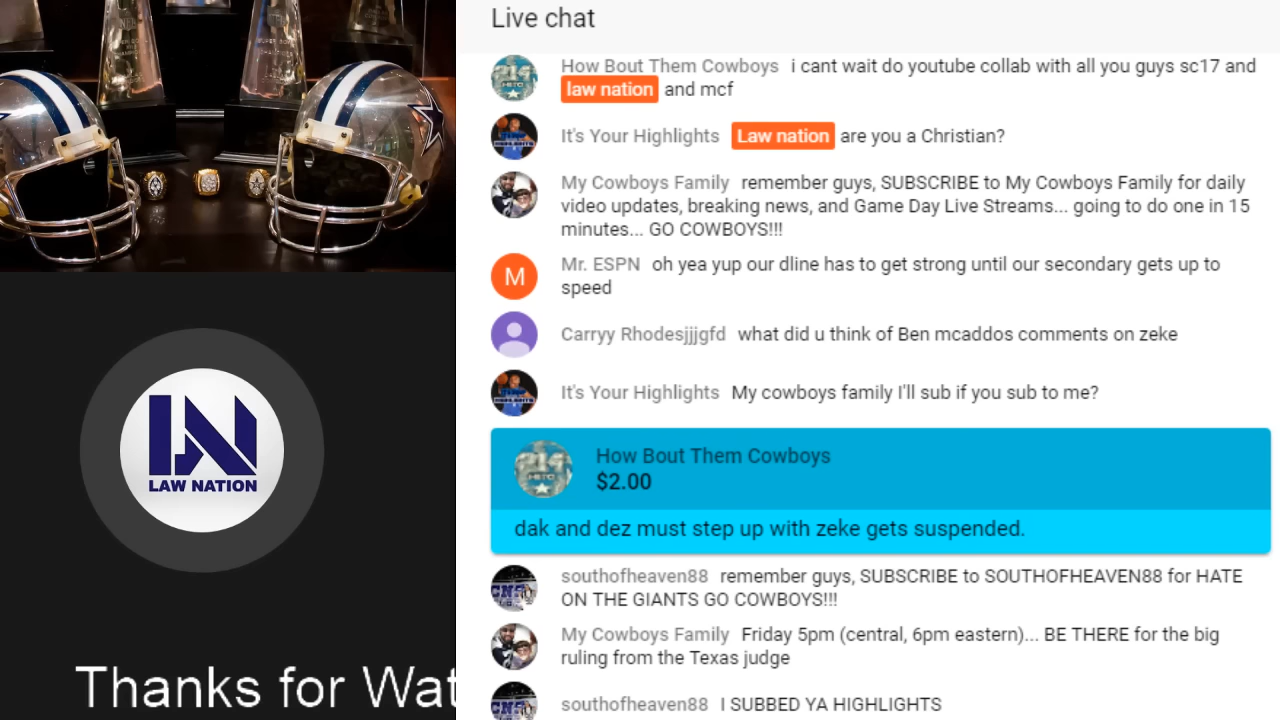 Live chat
How Bout Them Cowboys i cant wait do youtube collab with all you guys sc17 and
law nation and mcf
It's Your Highlights Law nation are you a Christian?
My Cowboys Family remember guys, SUBSCRIBE to My Cowboys Family for daily
video updates, breaking news, and Game Day Live Streams... going to do one in 15
minutes... GO COWBOYS!!!
M
Mr. ESPN oh yea yup our dline has to get strong until our secondary gets up to
speed
Carryy Rhodesjjjgfd what did u think of Ben mcaddos comments on zeke
It's Your Highlights My cowboys family I'll sub if you sub to me?
How Bout Them Cowboys
$2.00
dak and dez must step up with zeke gets suspended.
southofheaven88 remember guys, SUBSCRIBE to SOUTHOFHEAVEN88 for HATE
ON THE GIANTS GO COWBOYS!!!
My Cowboys Family Friday 5pm (central, 6pm eastern)... BE THERE for the big
ruling from the Texas judge
southofheaven88 I SUBBED YA HIGHLIGHTS
LN
LAW NATION
Thanks for Wat